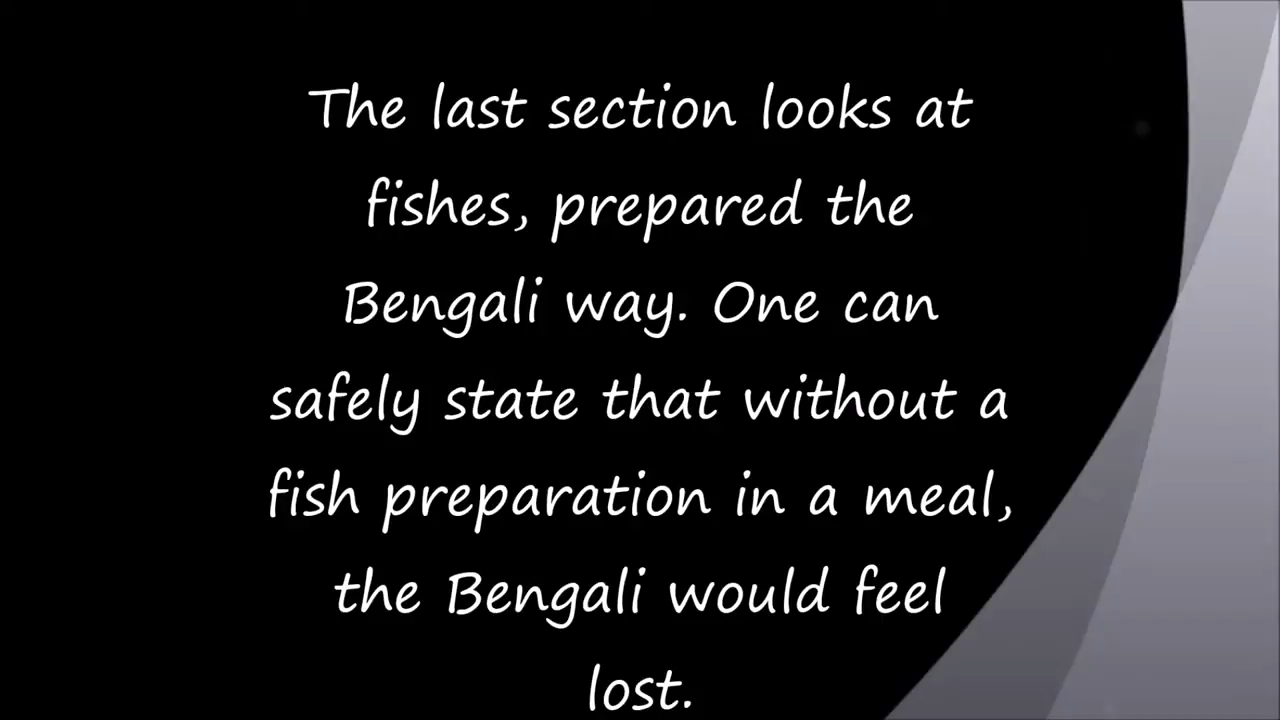 The last section looks at
fishes, prepared the
Bengali way. One can
safely state that without a
fish preparation in a meal,
the Bengali would feel
lost.